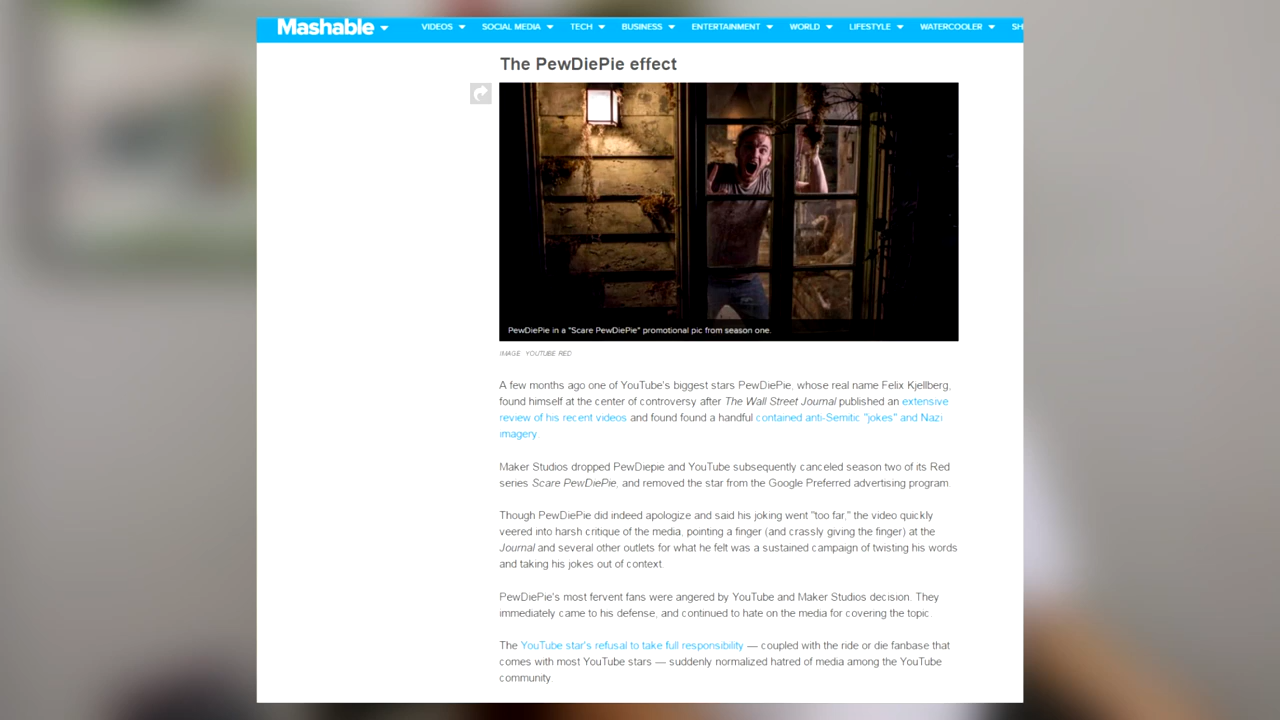 Mashable
VIDEOS SOCIAL MEDIA TECH BUSINESS ENTERTAINMENT WORLD LIFESTYLE WATERCOOLER SH
The PewDiePie effect
PewDiePie in a "Scare PewDiePie" promotional pic from season one.
IMAGE YOUTUBE RED
A few months ago one of YouTube's biggest stars PewDiePie, whose real name Felix Kjellberg,
found himself at the center of controversy after The Wall Street Journal published an extensive
review of his recent videos and found found a handful contained anti-Semitic "jokes" and Nazi
imagery.
Maker Studios dropped PewDiepie and YouTube subsequently canceled season two of its Red
series Scare PewDiePie, and removed the star from the Google Preferred advertising program.
Though PewDiePie did indeed apologize and said his joking went "too far," the video quickly
veered into harsh critique of the media, pointing a finger (and crassly giving the finger) at the
Journal and several other outlets for what he felt was a sustained campaign of twisting his words
and taking his jokes out of context.
PewDiePie's most fervent fans were angered by YouTube and Maker Studios decision. They
immediately came to his defense, and continued to hate on the media for covering the topic.
The YouTube star's refusal to take full responsibility — coupled with the ride or die fanbase that
comes with most YouTube stars — suddenly normalized hatred of media among the YouTube
community.